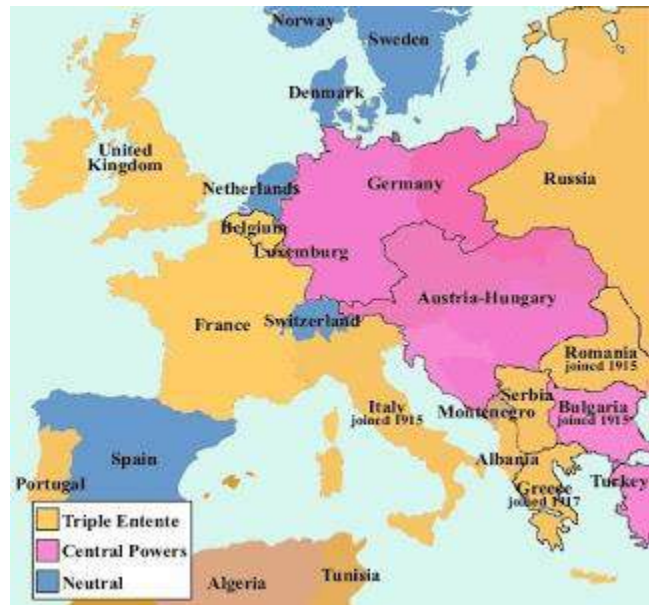 Norway
Sweden
Denmark
United
Kingdom
Netherlands
Germany
Russia
Belgium
Luxemburg
Austria-Hungary
France
Switzerland
Romania
joined 1915
Serbia
Italy
joined 1915
Montenegro
Bulgaria
joined 1915
Spain
Albania
Portugal
Greece
joined 1917
Turkey
Triple Entente
Central Powers
Neutral
Algeria
Tunisia